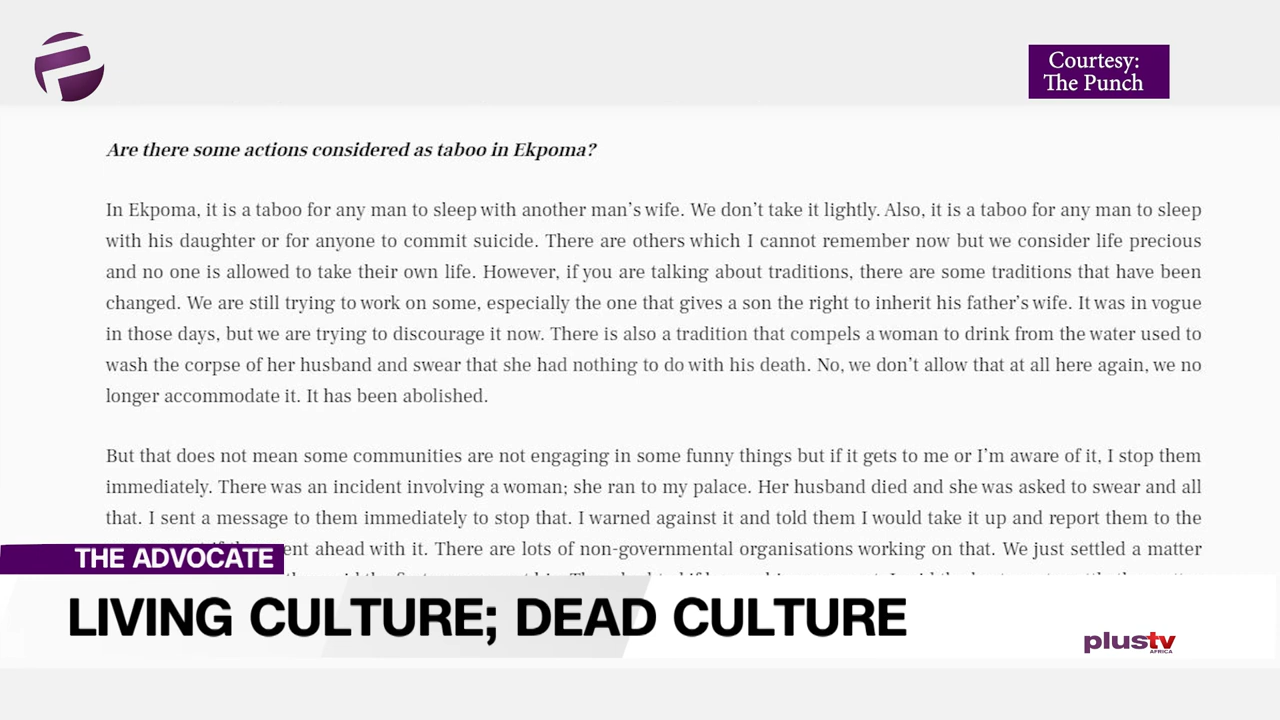 Courtesy:
The Punch
Are there some actions considered as taboo in Ekpoma?
In Ekpoma, it is a taboo for any man to sleep with another man's wife. We don't take it lightly. Also, it is a taboo for any man to sleep
with his daughter or for anyone to commit suicide. There are others which I cannot remember now but we consider life precious
and no one is allowed to take their own life. However, if you are talking about traditions, there are some traditions that have been
changed. We are still trying to work on some, especially the one that gives a son the right to inherit his father's wife. It was in vogue
in those days, but we are trying to discourage it now. There is also a tradition that compels a woman to drink from the water used to
wash the corpse of her husband and swear that she had nothing to do with his death. No, we don't allow that at all here again, we no
longer accommodate it. It has been abolished.
But that does not mean some communities are not engaging in some funny things but if it gets to me or I'm aware of it, I stop them
immediately. There was an incident involving a woman; she ran to my palace. Her husband died and she was asked to swear and all
that. I sent a message to them immediately to stop that. I warned against it and told them I would take it up and report them to the
ahead with it. There are lots of non-governmental organisations working on that. We just settled a matter
THE ADVOCATE
LIVING CULTURE; DEAD CULTURE
plustv
AFRICA